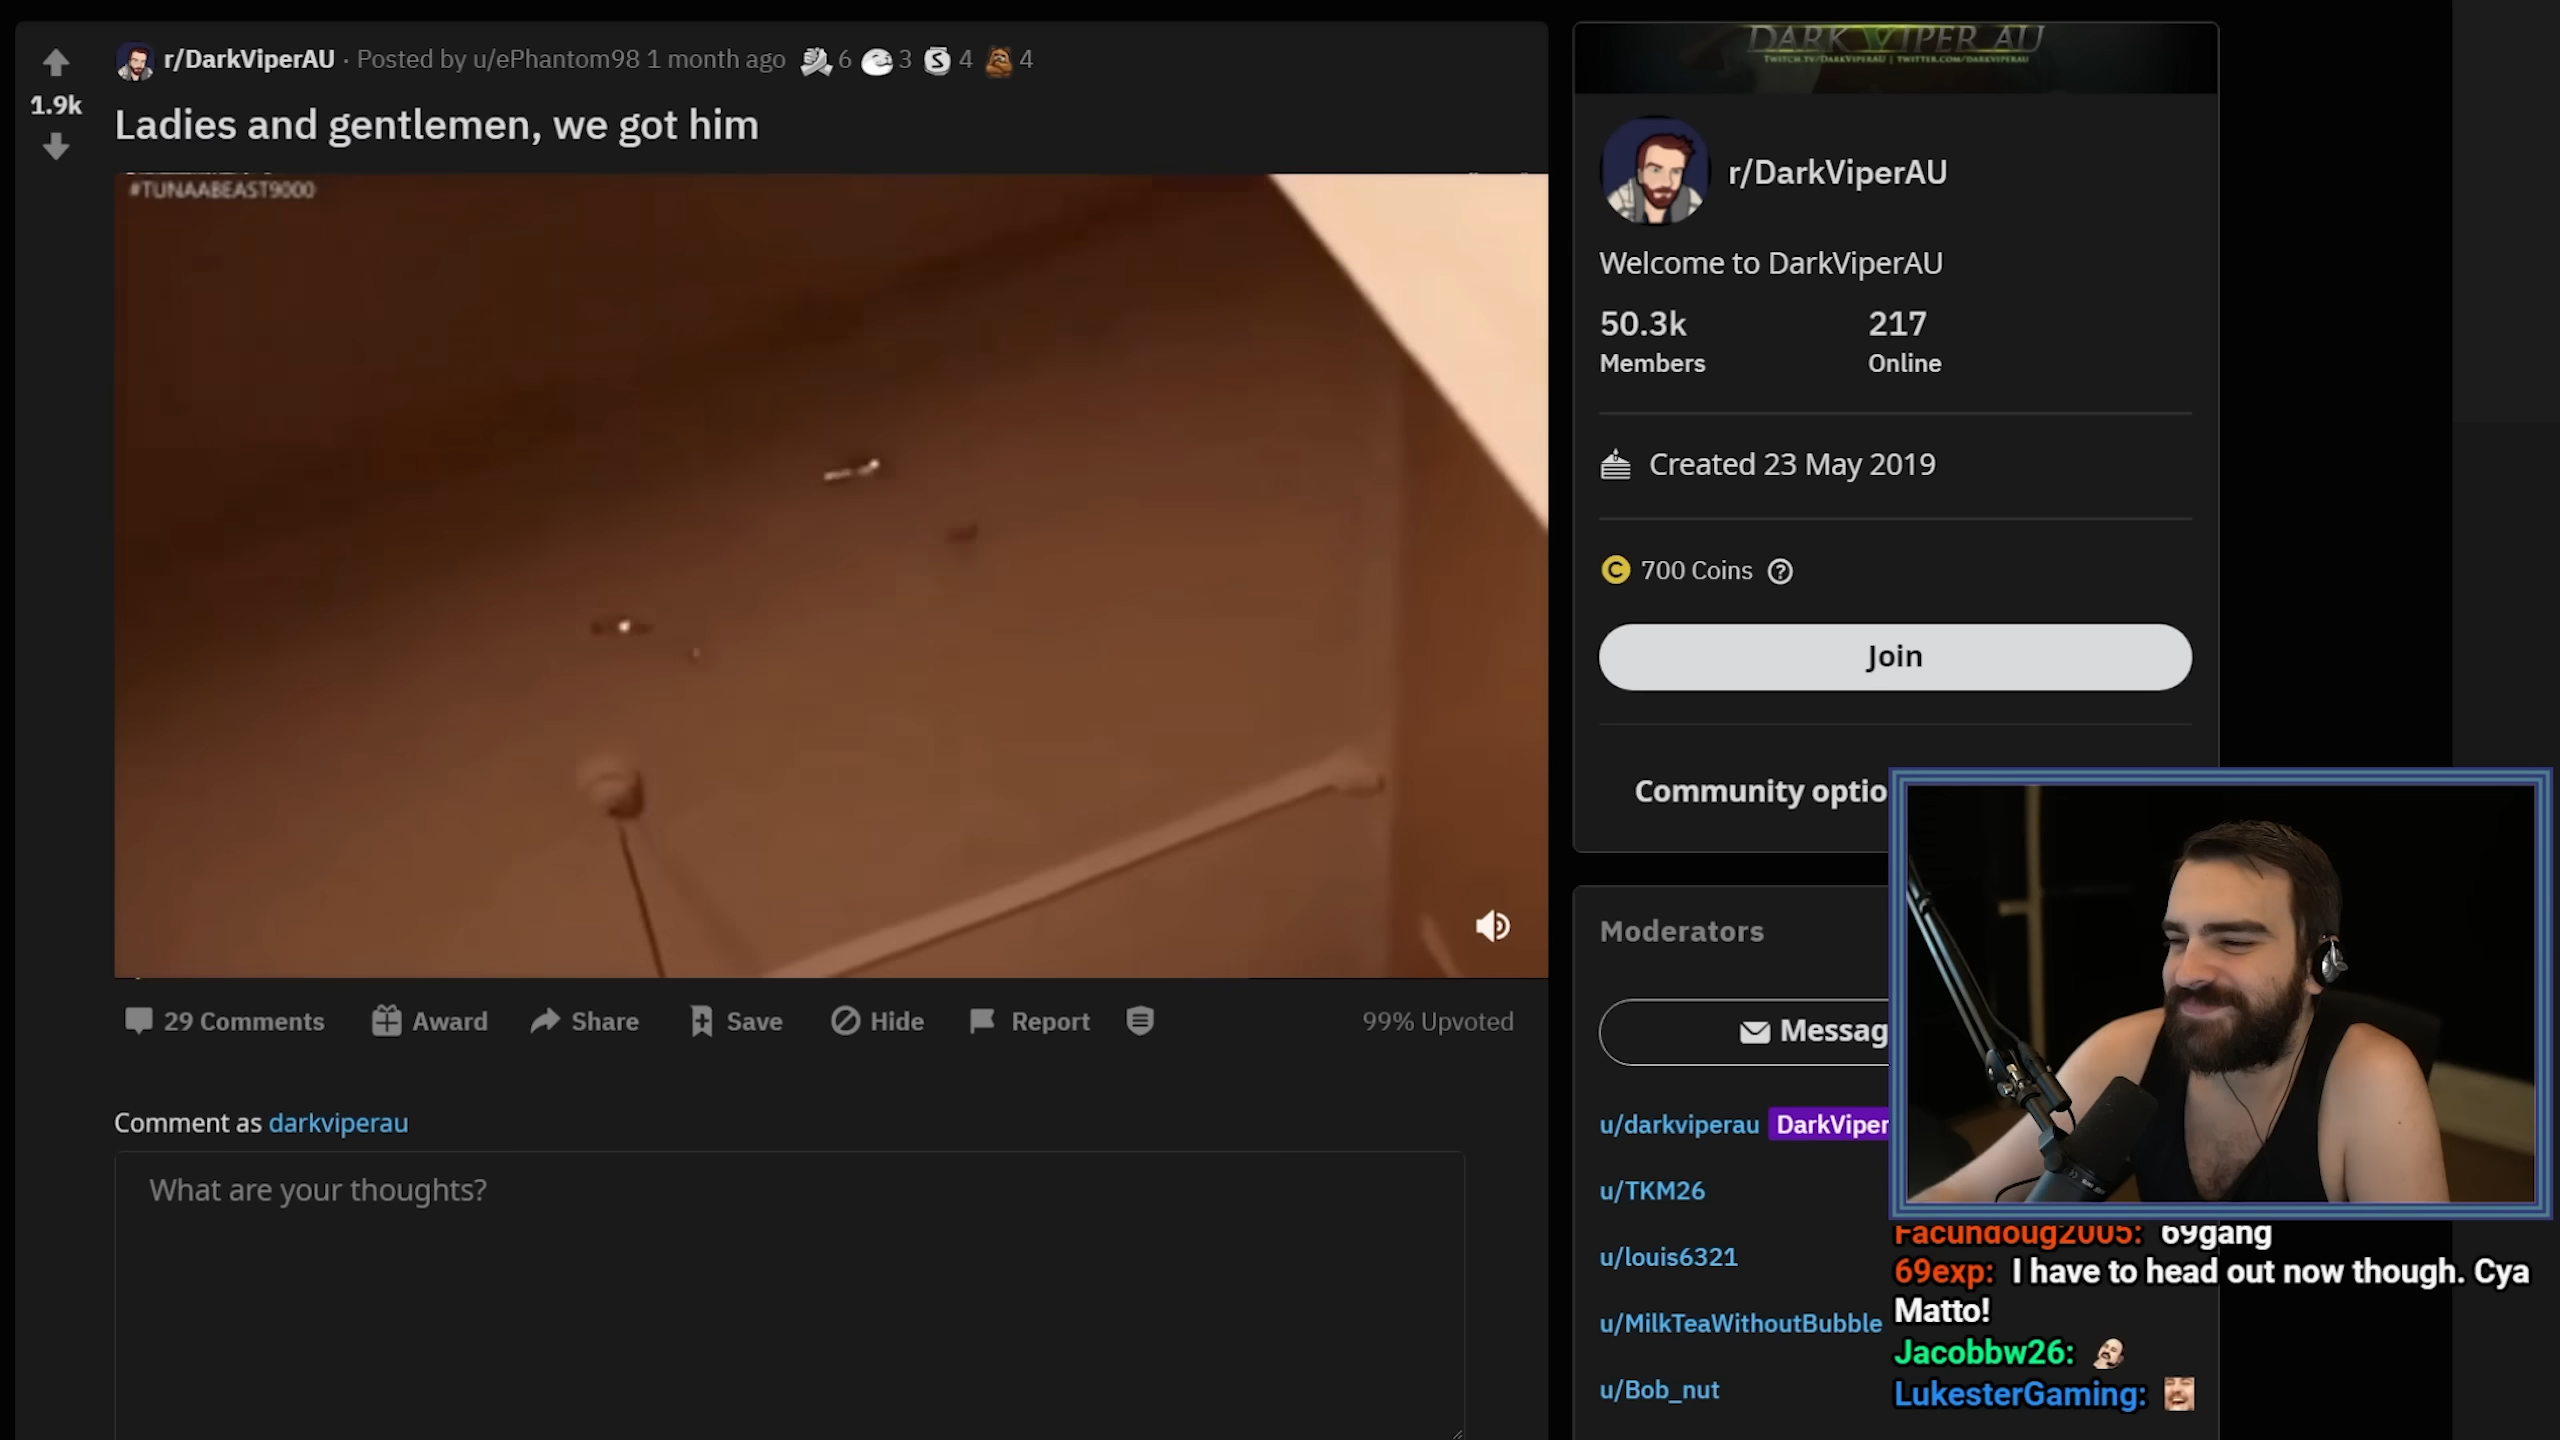 r/DarkViperAU · Posted by u/ePhantom98 1 month ago 6 3 4 4
1.9k
Ladies and gentlemen, we got him
#TUNAABEAST9000
29 Comments Award Share Save Hide Report 99% Upvoted
Comment as darkviperau
What are your thoughts?
DARK VIPER AU
TWITCH.TV/DARKVIPERAU | TWITTER.COM/DARKVIPERAU
r/DarkViperAU
Welcome to DarkViperAU
50.3k 217
Members Online
Created 23 May 2019
C 700 Coins ?
Join
Community optio
Moderators
Messag
u/darkviperau DarkViper
u/TKM26
u/louis6321
u/MilkTeaWithoutBubble
u/Bob_nut
Facundoug2005: 69gang
69exp: I have to head out now though. Cya
Matto!
Jacobbw26:
LukesterGaming: